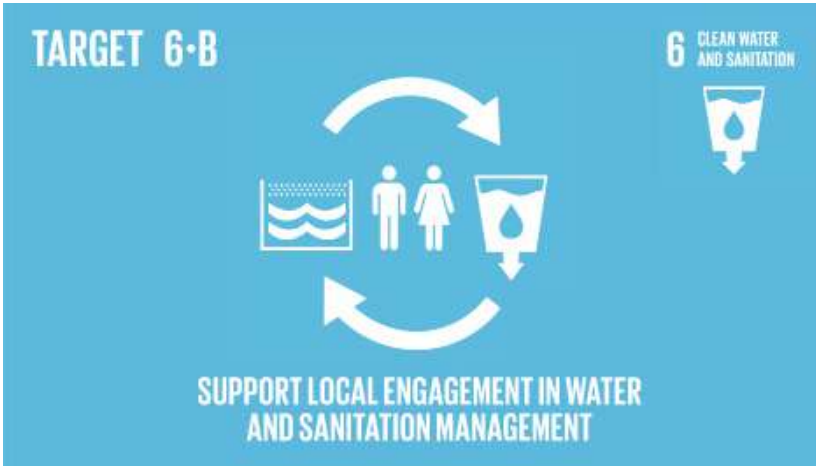 TARGET 6•B
6 CLEAN WATER
AND SANITATION
SUPPORT LOCAL ENGAGEMENT IN WATER
AND SANITATION MANAGEMENT